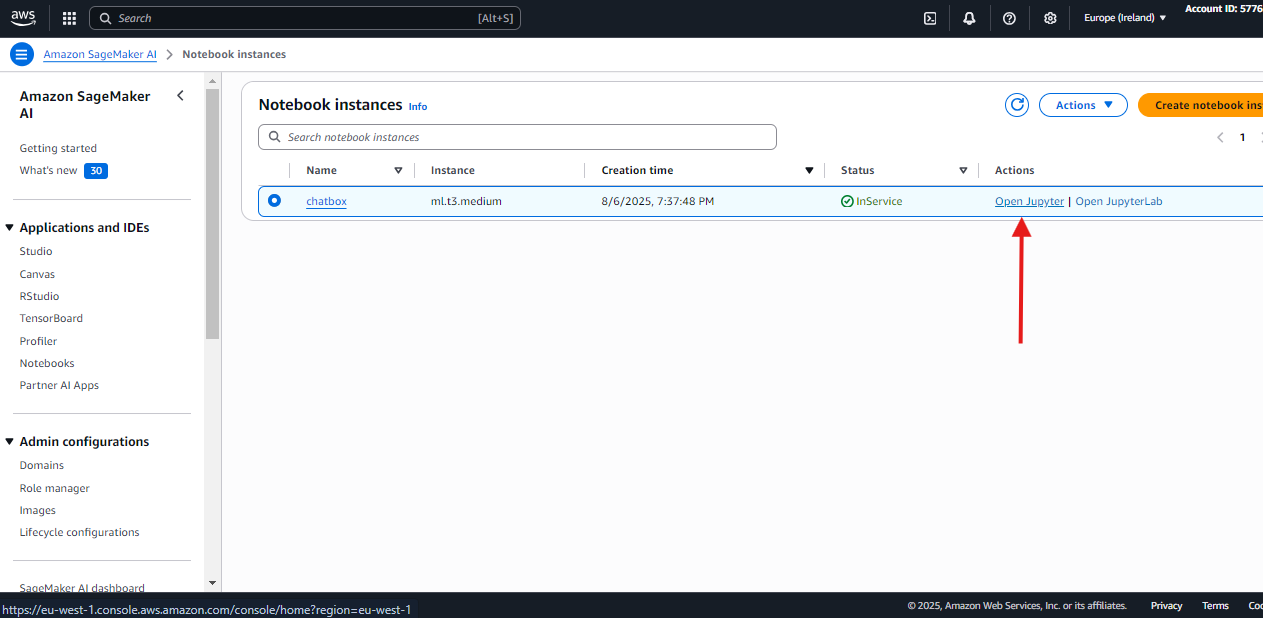 aws
Search [Alt+S]
Europe (Ireland)
Account ID: 5776
Amazon SageMaker AI
Notebook instances
Amazon SageMaker
AI
Getting started
What's new 30
Applications and IDEs
Studio
Canvas
RStudio
TensorBoard
Profiler
Notebooks
Partner AI Apps
Admin configurations
Domains
Role manager
Images
Lifecycle configurations
SageMaker AI dashboard
Notebook instances Info
Actions
Create notebook ins
Search notebook instances
1
Name Instance Creation time Status Actions
chatbox ml.t3.medium 8/6/2025, 7:37:48 PM InService Open Jupyter | Open JupyterLab
https://eu-west-1.console.aws.amazon.com/console/home?region=eu-west-1
© 2025, Amazon Web Services, Inc. or its affiliates. Privacy Terms Coo